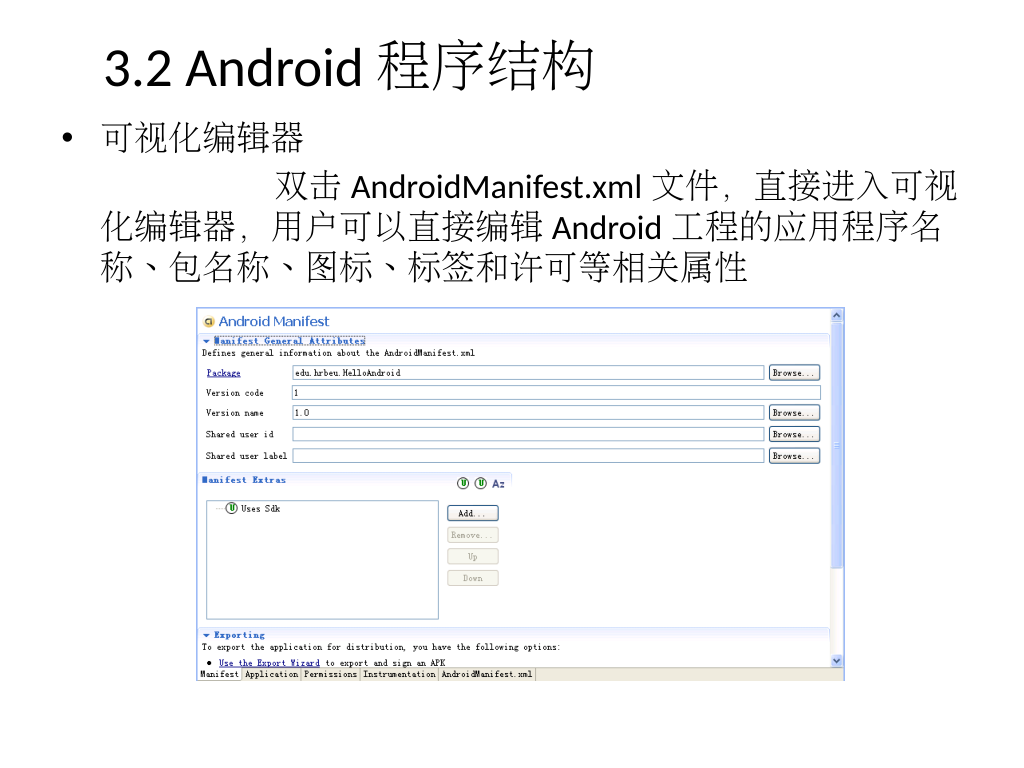 3.2 Android 程序结构
• 可视化编辑器
双击 AndroidManifest.xml 文件，直接进入可视
化编辑器，用户可以直接编辑 Android 工程的应用程序名
称、包名称、图标、标签和许可等相关属性
Android Manifest
Manifest General Attributes
Defines general information about the AndroidManifest.xml
Package edu.hrbeu.HelloAndroid Browse...
Version code 1
Version name 1.0 Browse...
Shared user id Browse...
Shared user label Browse...
Manifest Extras U U Az
U Uses Sdk
Add...
Remove...
Up
Down
Exporting
To export the application for distribution, you have the following options:
• Use the Export Wizard to export and sign an APK
Manifest Application Permissions Instrumentation AndroidManifest.xml